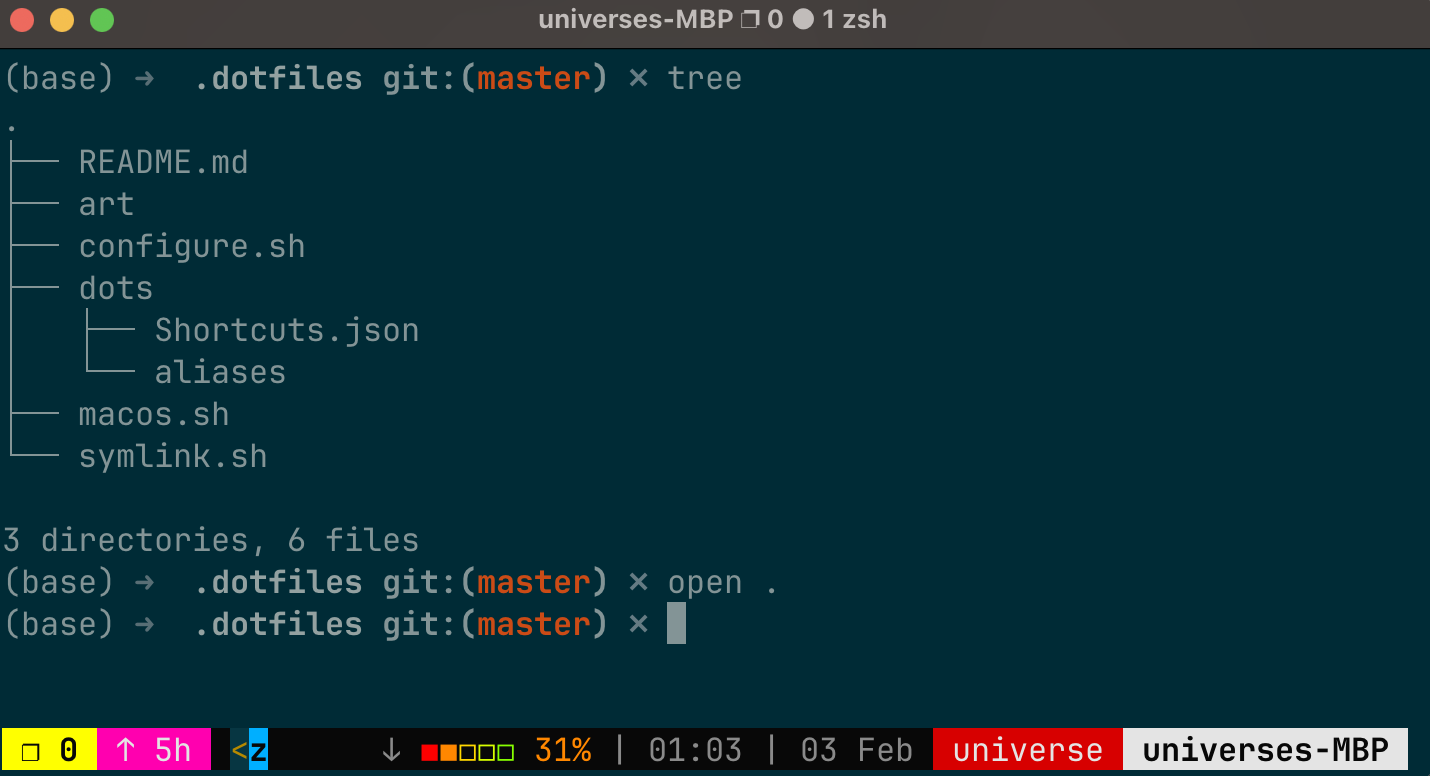 universes-MBP ❐ 0 ● 1 zsh
(base) ➜  .dotfiles git:(master) ✗ tree
.
├── README.md
├── art
├── configure.sh
├── dots
│   ├── Shortcuts.json
│   └── aliases
├── macos.sh
└── symlink.sh
3 directories, 6 files
(base) ➜  .dotfiles git:(master) ✗ open .
(base) ➜  .dotfiles git:(master) ✗
❐ 0 ↑ 5h <z ↓ ■■□□□ 31% | 01:03 | 03 Feb universe universes-MBP